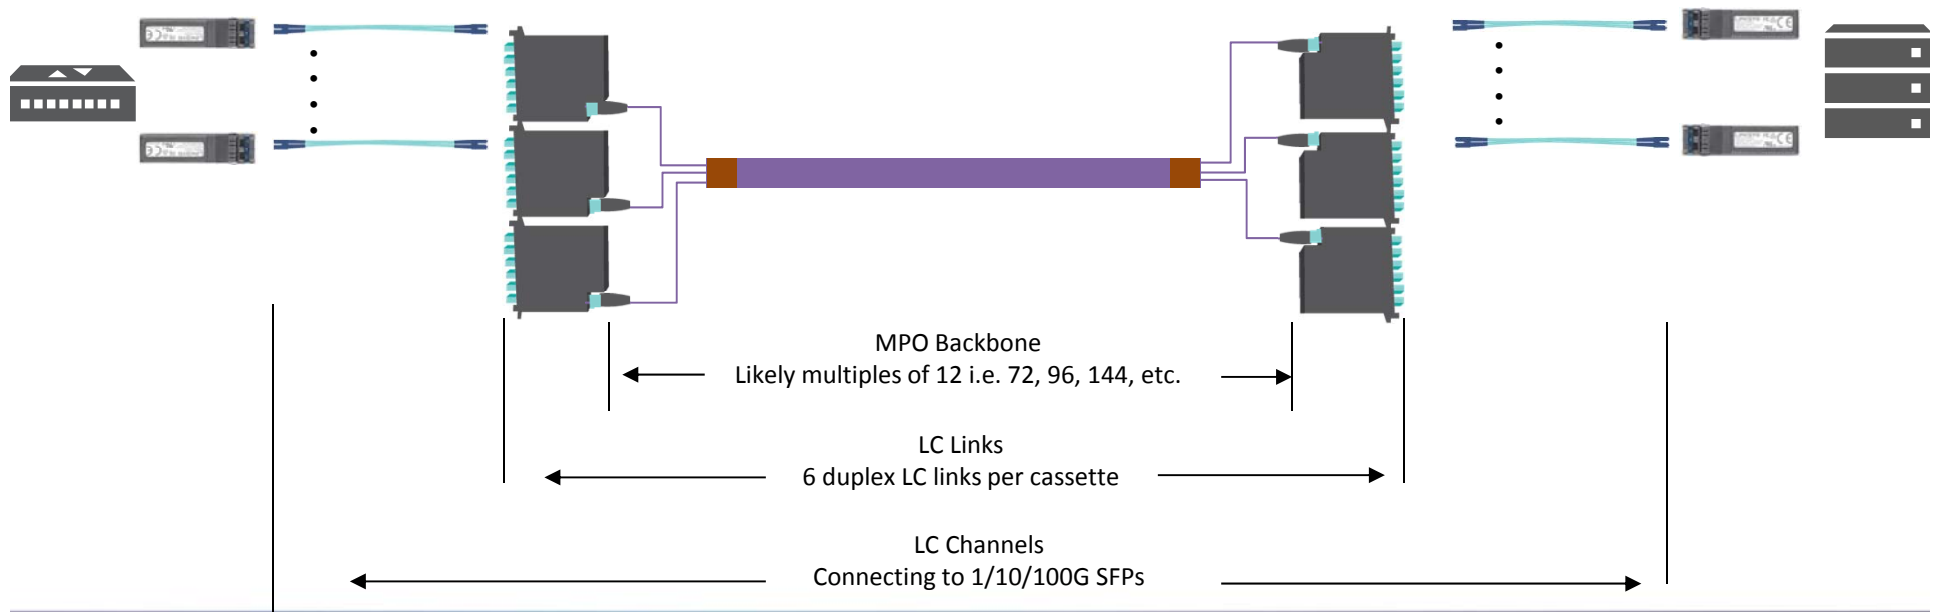 MPO Backbone
Likely multiples of 12 i.e. 72, 96, 144, etc.
LC Links
6 duplex LC links per cassette
LC Channels
Connecting to 1/10/100G SFPs